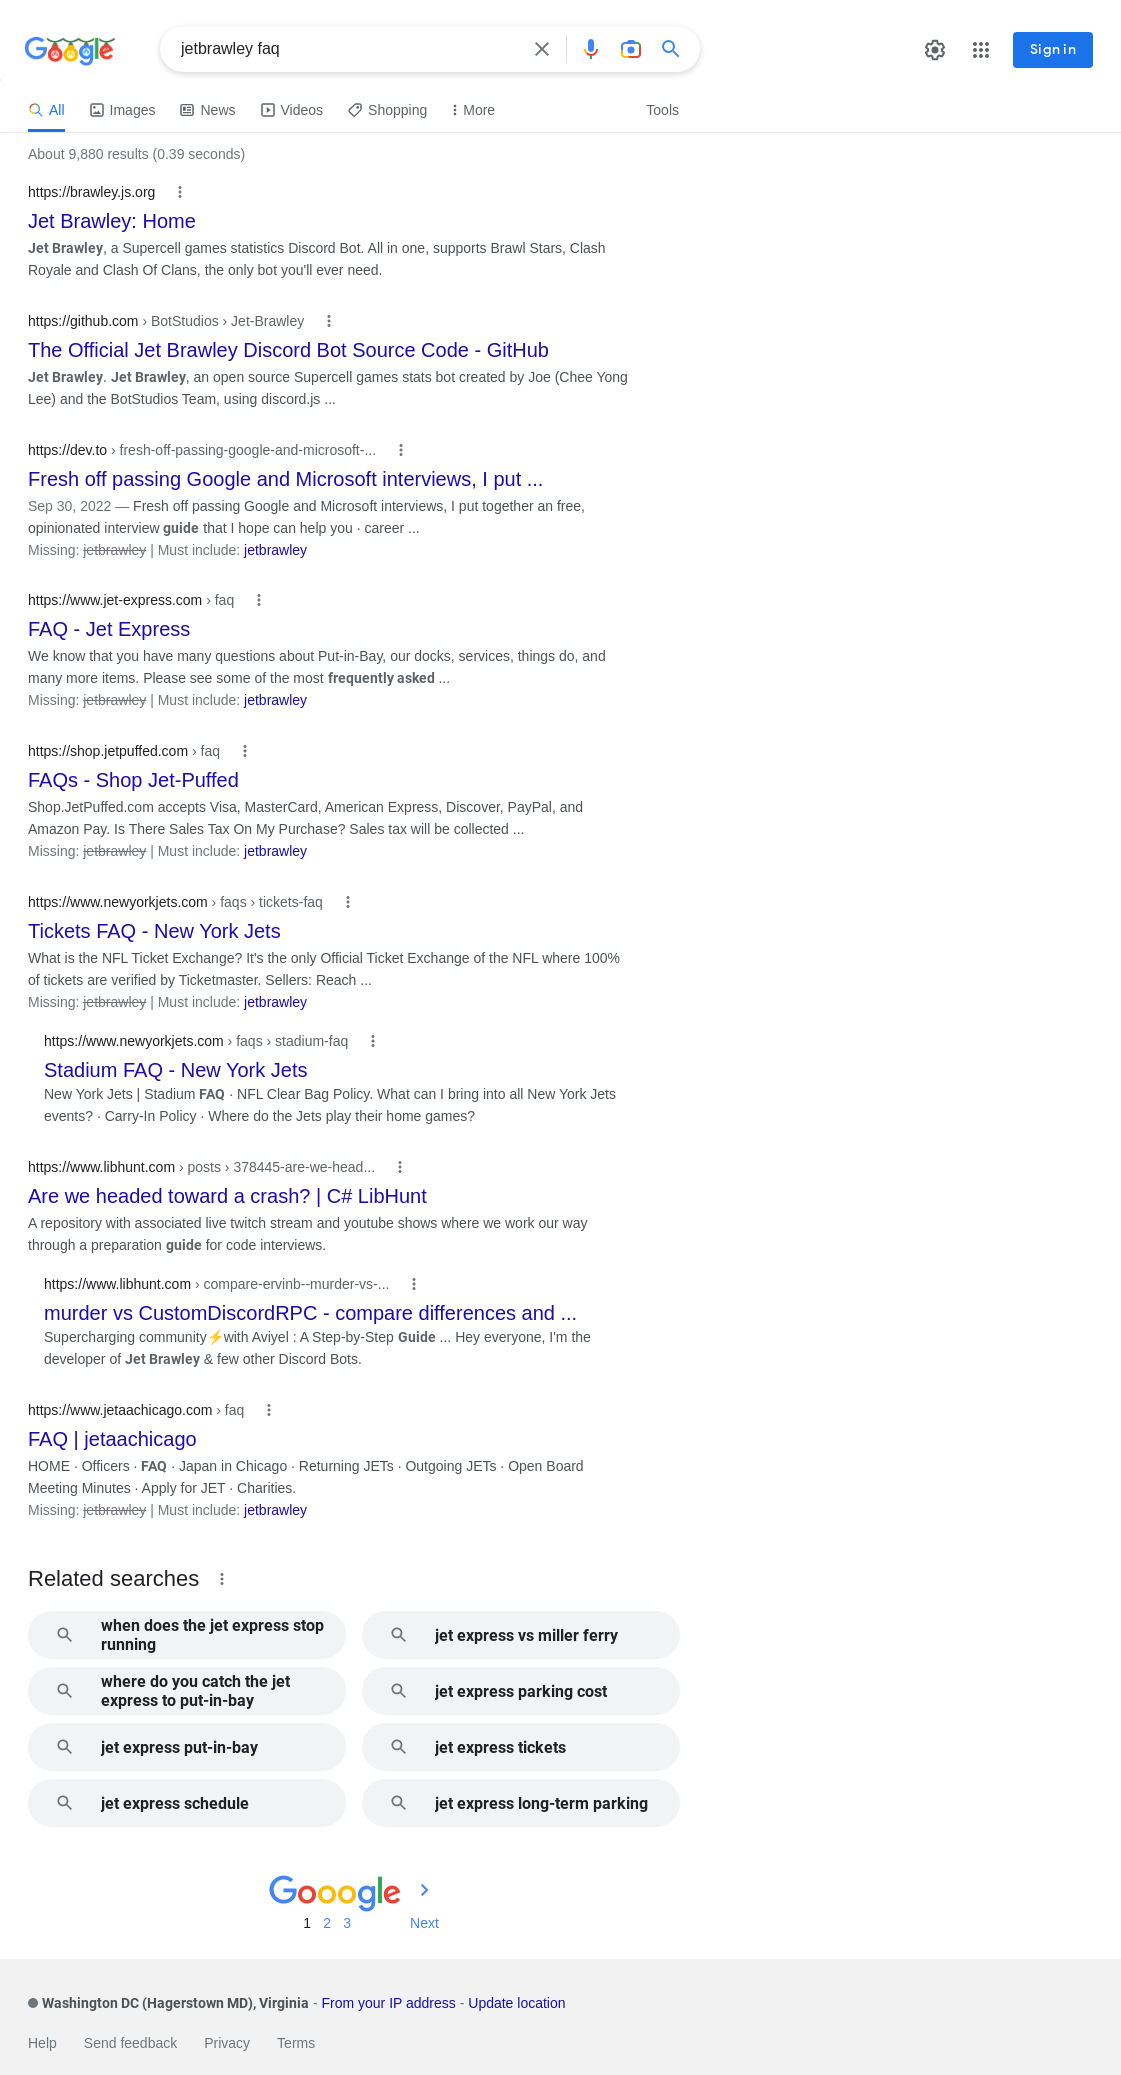 Google
jetbrawley faq
Sign in
All
Images
News
Videos
Shopping
More
Tools
About 9,880 results (0.39 seconds)
https://brawley.js.org
Jet Brawley: Home
Jet Brawley, a Supercell games statistics Discord Bot. All in one, supports Brawl Stars, Clash
Royale and Clash Of Clans, the only bot you'll ever need.
https://github.com › BotStudios › Jet-Brawley
The Official Jet Brawley Discord Bot Source Code - GitHub
Jet Brawley. Jet Brawley, an open source Supercell games stats bot created by Joe (Chee Yong
Lee) and the BotStudios Team, using discord.js ...
https://dev.to › fresh-off-passing-google-and-microsoft-...
Fresh off passing Google and Microsoft interviews, I put ...
Sep 30, 2022 — Fresh off passing Google and Microsoft interviews, I put together an free,
opinionated interview guide that I hope can help you · career ...
Missing: jetbrawley | Must include: jetbrawley
https://www.jet-express.com › faq
FAQ - Jet Express
We know that you have many questions about Put-in-Bay, our docks, services, things do, and
many more items. Please see some of the most frequently asked ...
Missing: jetbrawley | Must include: jetbrawley
https://shop.jetpuffed.com › faq
FAQs - Shop Jet-Puffed
Shop.JetPuffed.com accepts Visa, MasterCard, American Express, Discover, PayPal, and
Amazon Pay. Is There Sales Tax On My Purchase? Sales tax will be collected ...
Missing: jetbrawley | Must include: jetbrawley
https://www.newyorkjets.com › faqs › tickets-faq
Tickets FAQ - New York Jets
What is the NFL Ticket Exchange? It's the only Official Ticket Exchange of the NFL where 100%
of tickets are verified by Ticketmaster. Sellers: Reach ...
Missing: jetbrawley | Must include: jetbrawley
https://www.newyorkjets.com › faqs › stadium-faq
Stadium FAQ - New York Jets
New York Jets | Stadium FAQ · NFL Clear Bag Policy. What can I bring into all New York Jets
events? · Carry-In Policy · Where do the Jets play their home games?
https://www.libhunt.com › posts › 378445-are-we-head...
Are we headed toward a crash? | C# LibHunt
A repository with associated live twitch stream and youtube shows where we work our way
through a preparation guide for code interviews.
https://www.libhunt.com › compare-ervinb--murder-vs-...
murder vs CustomDiscordRPC - compare differences and ...
Supercharging community⚡with Aviyel : A Step-by-Step Guide ... Hey everyone, I'm the
developer of Jet Brawley & few other Discord Bots.
https://www.jetaachicago.com › faq
FAQ | jetaachicago
HOME · Officers · FAQ · Japan in Chicago · Returning JETs · Outgoing JETs · Open Board
Meeting Minutes · Apply for JET · Charities.
Missing: jetbrawley | Must include: jetbrawley
Related searches
when does the jet express stop
running
jet express vs miller ferry
where do you catch the jet
express to put-in-bay
jet express parking cost
jet express put-in-bay
jet express tickets
jet express schedule
jet express long-term parking
Gooogle
1 2 3 Next
Washington DC (Hagerstown MD), Virginia - From your IP address - Update location
Help Send feedback Privacy Terms